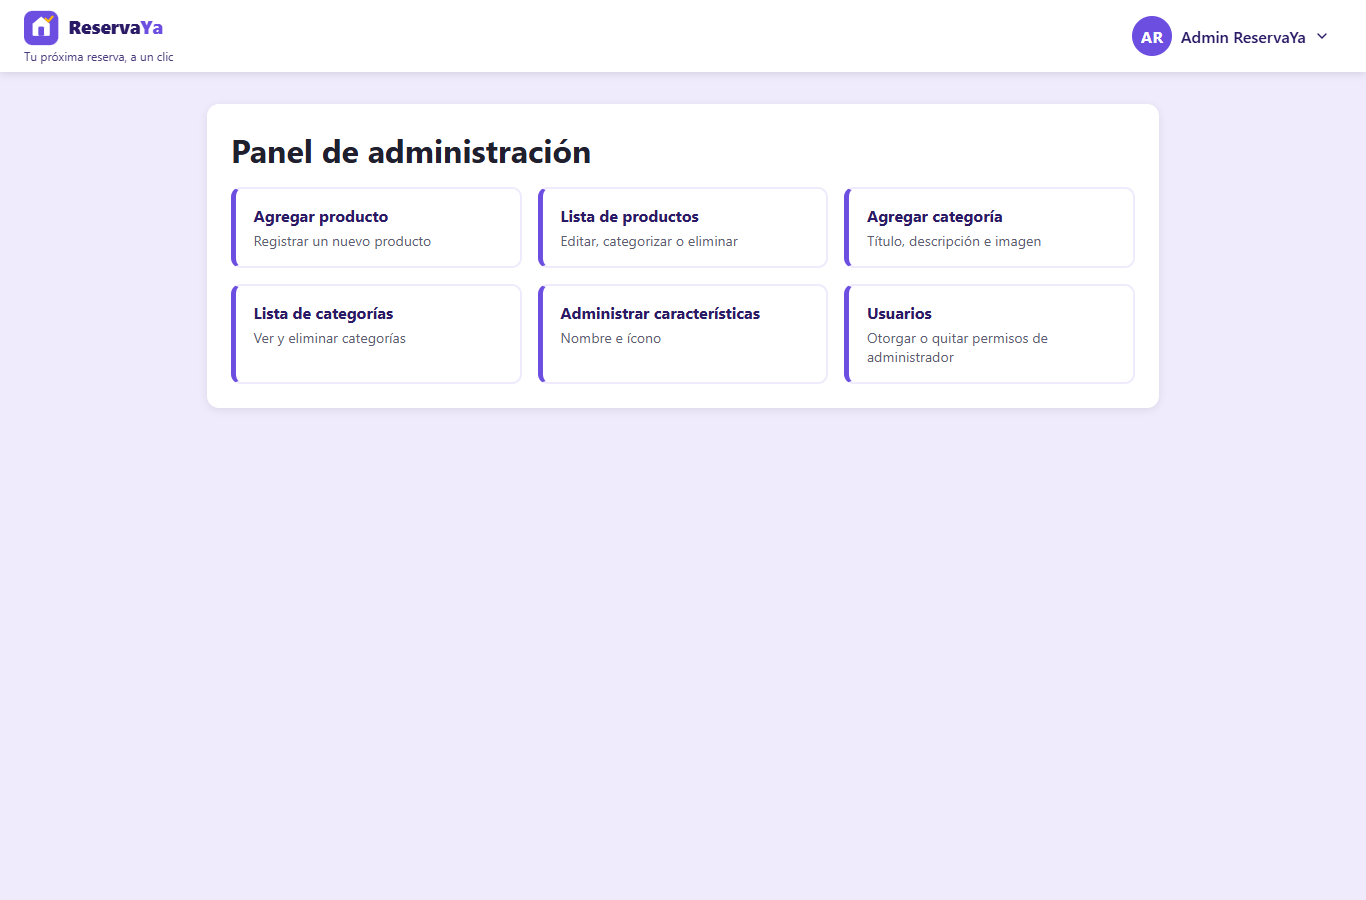 ReservaYa
Tu próxima reserva, a un clic
AR
Admin ReservaYa
Panel de administración
Agregar producto
Registrar un nuevo producto
Lista de productos
Editar, categorizar o eliminar
Agregar categoría
Título, descripción e imagen
Lista de categorías
Ver y eliminar categorías
Administrar características
Nombre e ícono
Usuarios
Otorgar o quitar permisos de
administrador